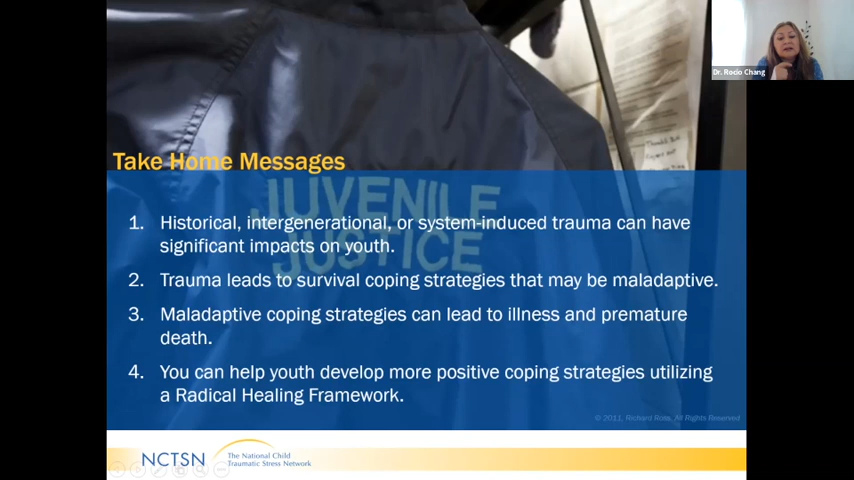 Dr. Rocio Chang
Take Home Messages
JUVENILE
JUSTICE
1. Historical, intergenerational, or system-induced trauma can have
significant impacts on youth.
2. Trauma leads to survival coping strategies that may be maladaptive.
3. Maladaptive coping strategies can lead to illness and premature
death.
4. You can help youth develop more positive coping strategies utilizing
a Radical Healing Framework.
© 2011, Richard Ross, All Rights Reserved
NCTSN
The National Child
Traumatic Stress Network